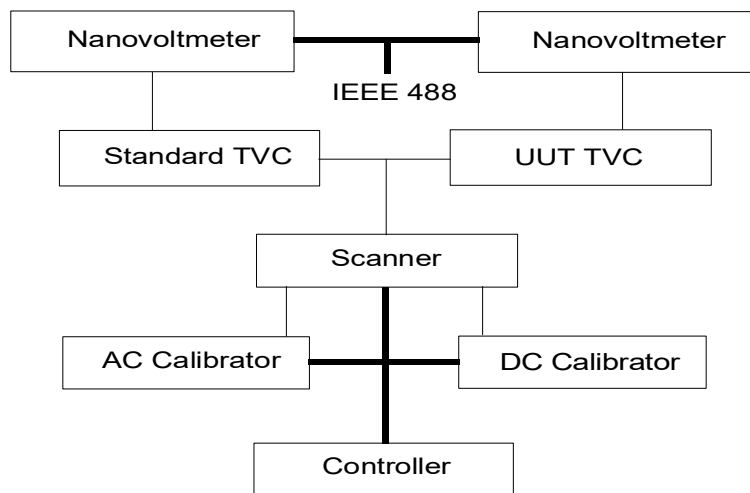 Nanovoltmeter
Nanovoltmeter
IEEE 488
Standard TVC
UUT TVC
Scanner
AC Calibrator
DC Calibrator
Controller